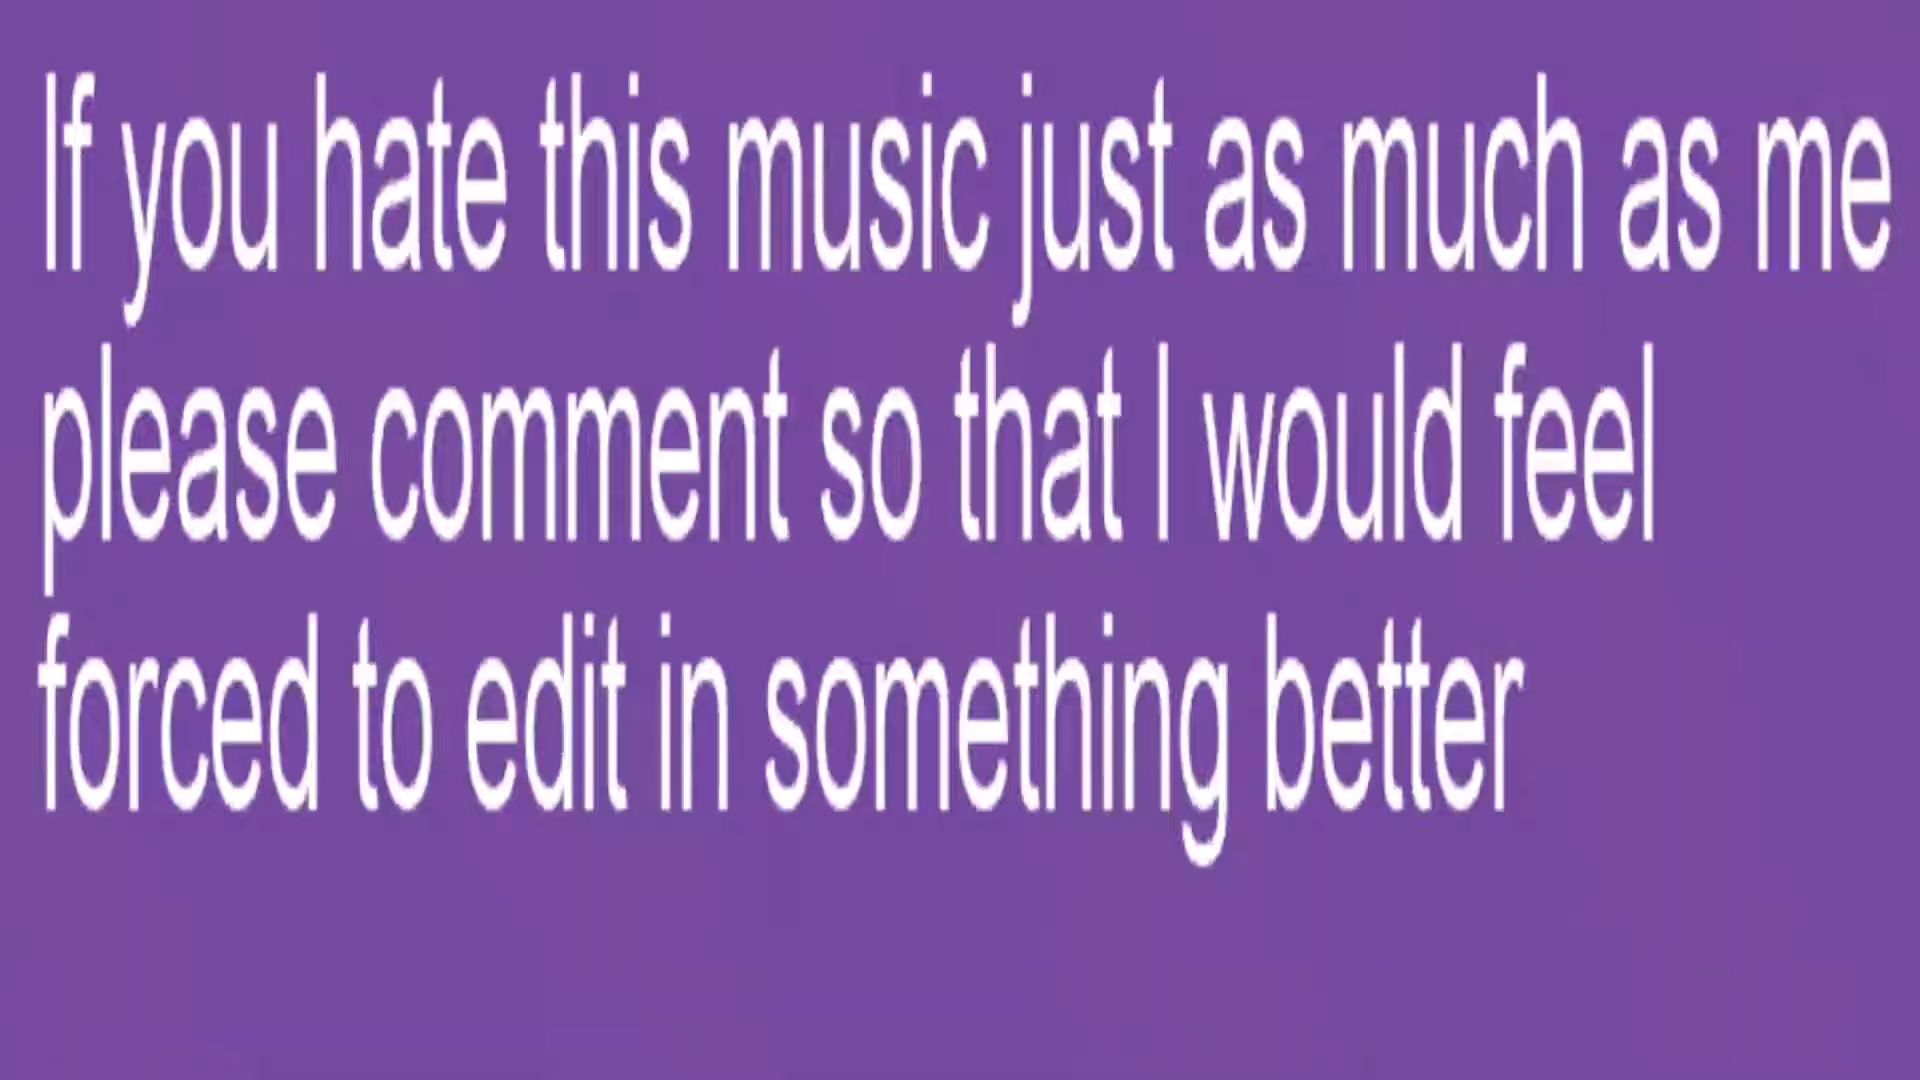 If you hate this music just as much as me
please comment so that I would feel
forced to edit in something better